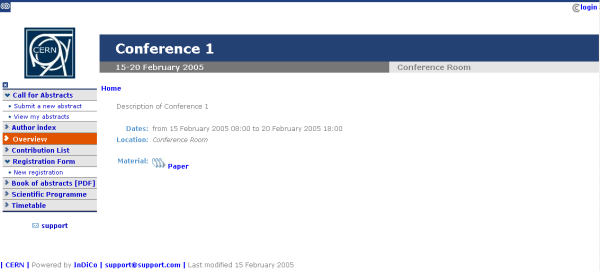 login
CERN
Conference 1
15-20 February 2005
Conference Room
Home
Call for Abstracts
• Submit a new abstract
• View my abstracts
Author index
Overview
Contribution List
Registration Form
• New registration
Book of abstracts [PDF]
Scientific Programme
Timetable
support
Description of Conference 1
Dates: from 15 February 2005 08:00 to 20 February 2005 18:00
Location: Conference Room
Material: Paper
| CERN | Powered by InDiCo | support@support.com | Last modified 15 February 2005